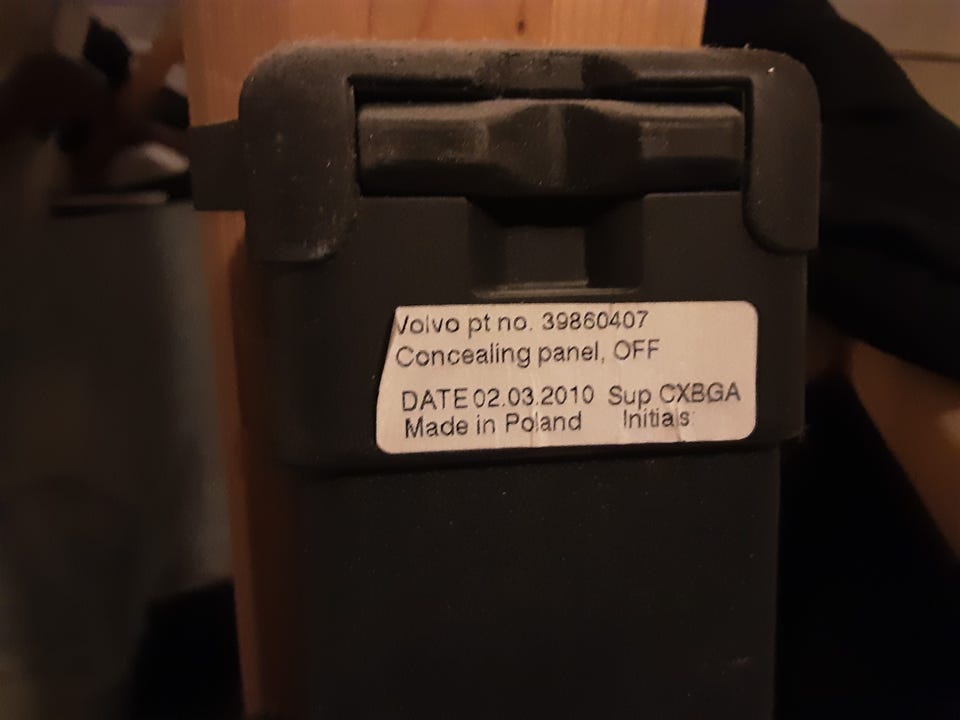 Volvo pt no. 39860407
Concealing panel, OFF
DATE 02.03.2010 Sup CXBGA
Made in Poland Initials